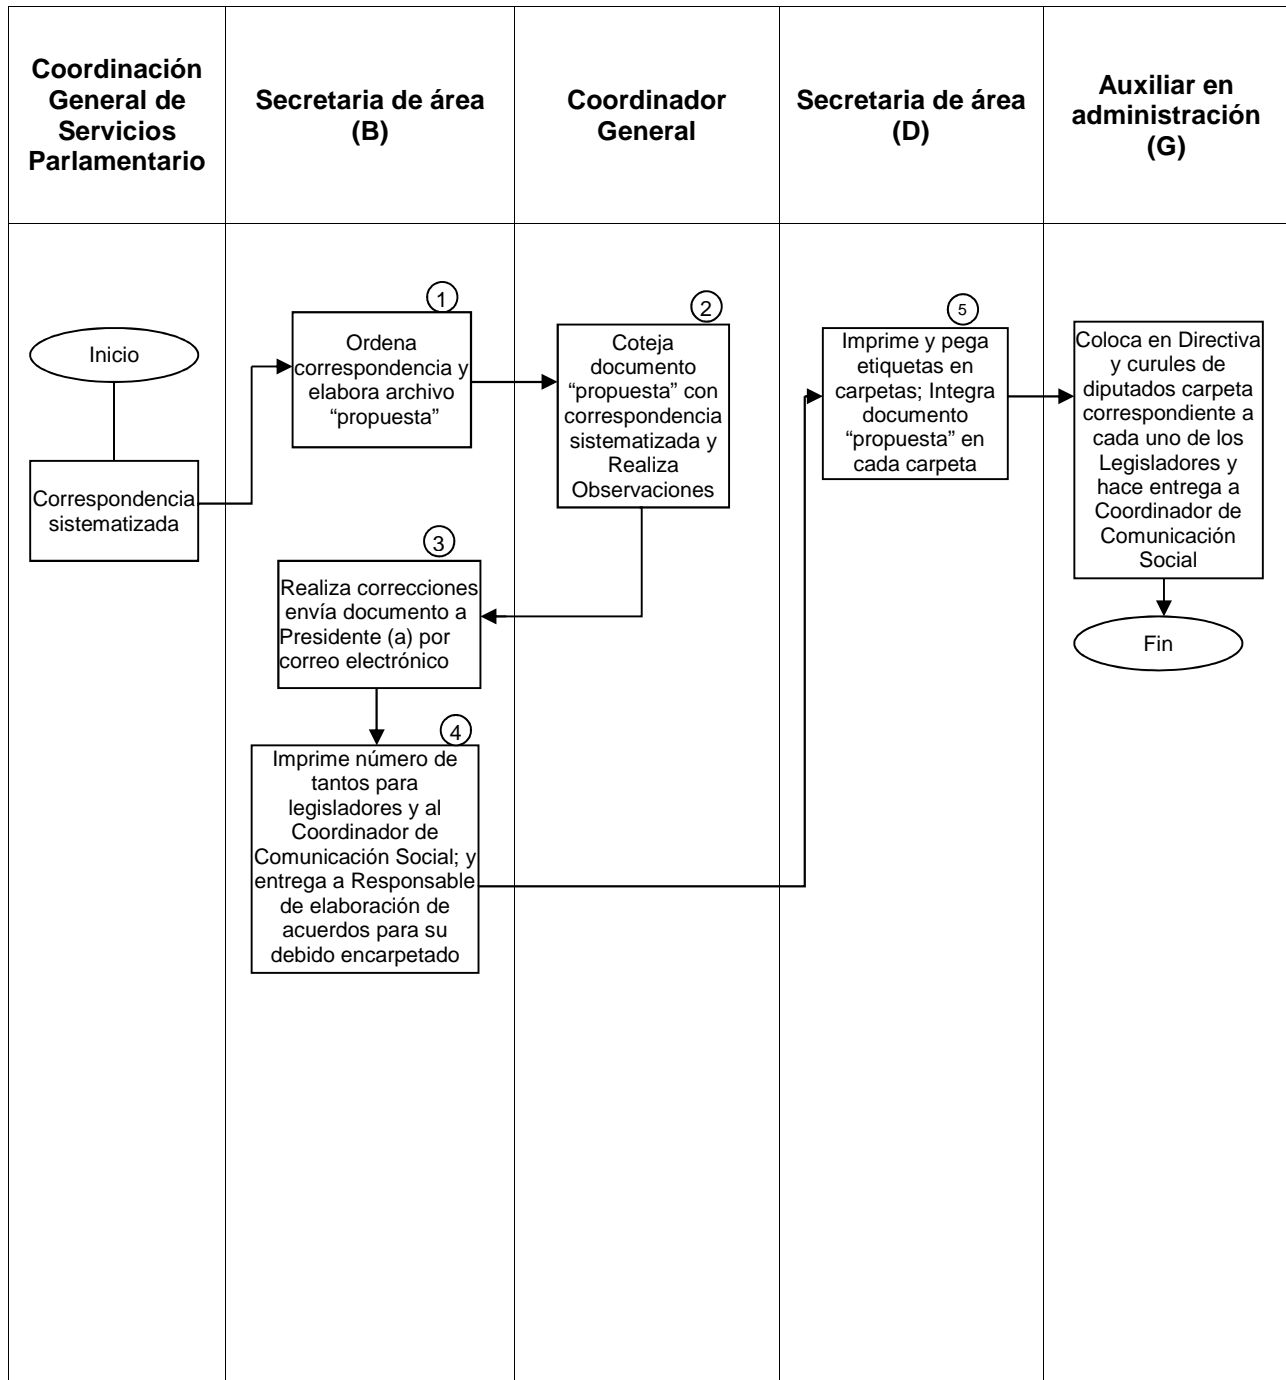 Coordinación
General de
Servicios
Parlamentario
Secretaria de área
(B)
Coordinador
General
Secretaria de área
(D)
Auxiliar en
administración
(G)
Inicio
Correspondencia
sistematizada
1
Ordena
correspondencia y
elabora archivo
“propuesta”
2
Coteja
documento
“propuesta” con
correspondencia
sistematizada y
Realiza
Observaciones
3
Realiza correcciones
envía documento a
Presidente (a) por
correo electrónico
4
Imprime número de
tantos para
legisladores y al
Coordinador de
Comunicación Social; y
entrega a Responsable
de elaboración de
acuerdos para su
debido encarpetado
5
Imprime y pega
etiquetas en
carpetas; Integra
documento
“propuesta” en
cada carpeta
Coloca en Directiva
y curules de
diputados carpeta
correspondiente a
cada uno de los
Legisladores y
hace entrega a
Coordinador de
Comunicación
Social
Fin